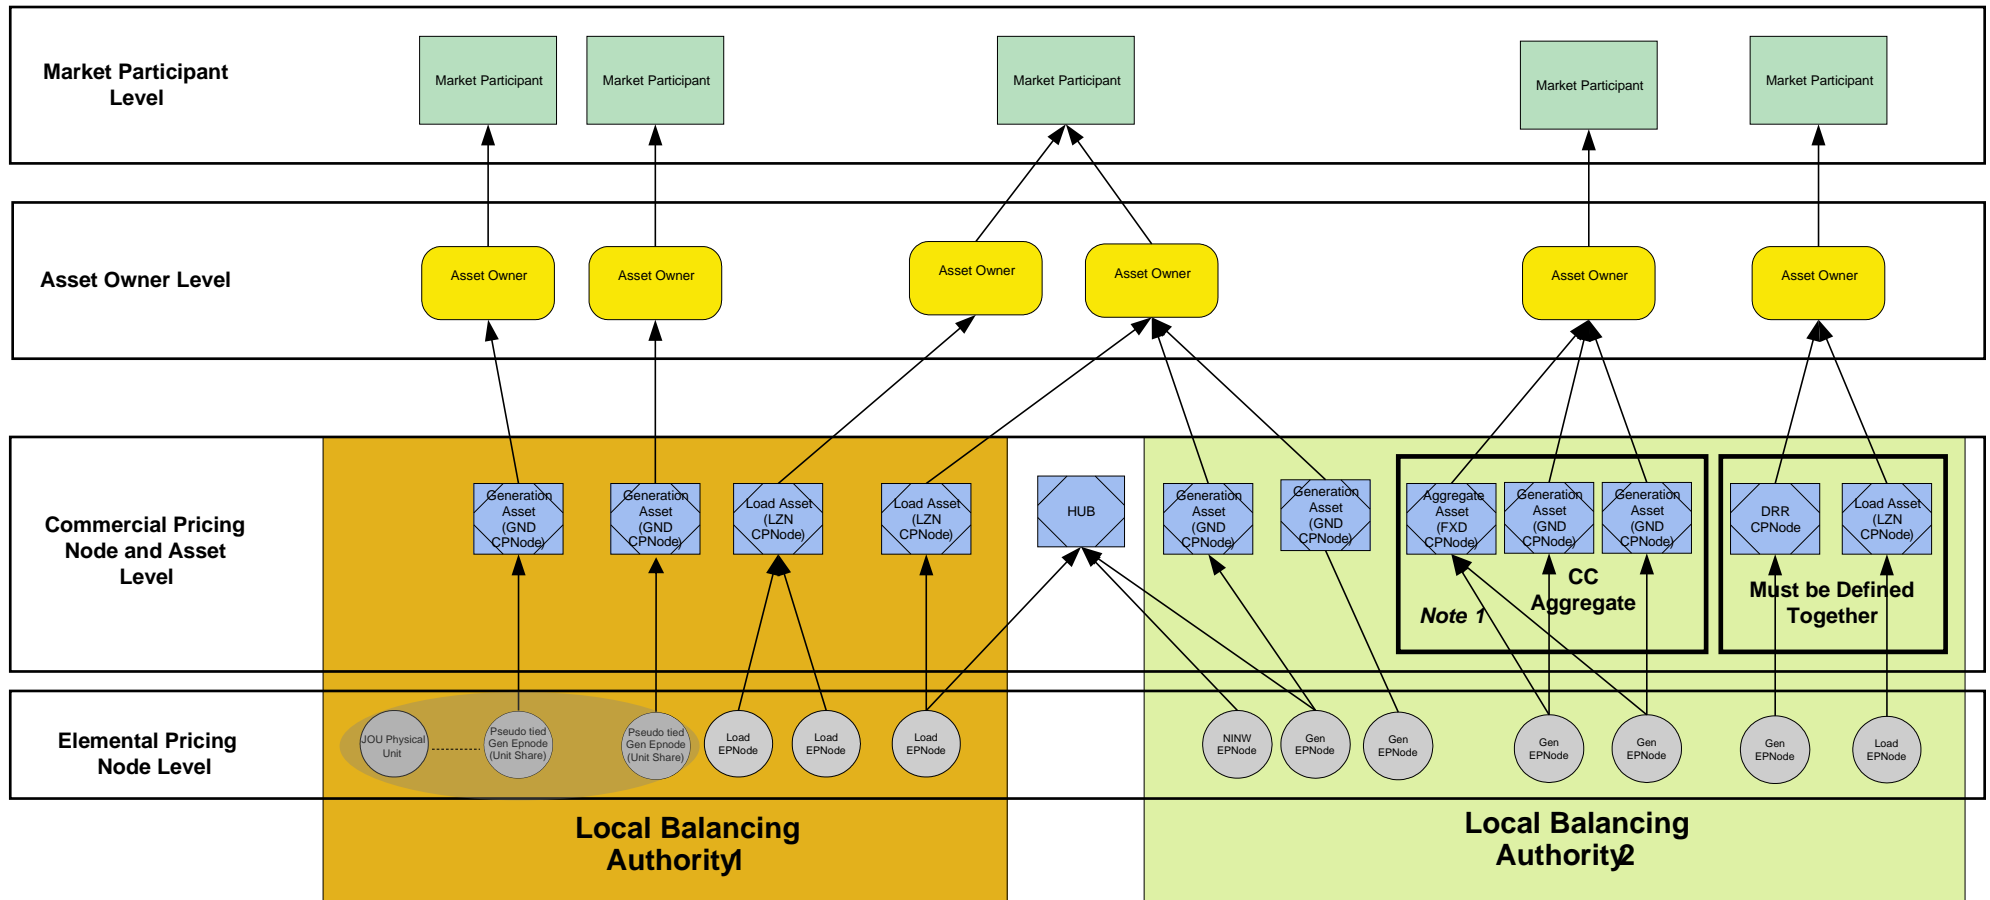 Market Participant
Level
Market Participant
Market Participant
Market Participant
Market Participant
Market Participant
Asset Owner Level
Asset Owner
Asset Owner
Asset Owner
Asset Owner
Asset Owner
Asset Owner
Commercial Pricing
Node and Asset
Level
Generation
Asset
(GND
CPNode)
Generation
Asset
(GND
CPNode)
Load Asset
(LZN
CPNode)
Load Asset
(LZN
CPNode)
HUB
Generation
Asset
(GND
CPNode)
Generation
Asset
(GND
CPNode)
Aggregate
Asset
(FXD
CPNode)
Generation
Asset
(GND
CPNode)
Generation
Asset
(GND
CPNode)
DRR
CPNode
Load Asset
(LZN
CPNode)
CC
Aggregate
Note 1
Must be Defined
Together
Elemental Pricing
Node Level
JOU Physical
Unit
Pseudo tied
Gen Epnode
(Unit Share)
Pseudo tied
Gen Epnode
(Unit Share)
Load
EPNode
Load
EPNode
Load
EPNode
NINW
EPNode
Gen
EPNode
Gen
EPNode
Gen
EPNode
Gen
EPNode
Gen
EPNode
Load
EPNode
Local Balancing
Authority1
Local Balancing
Authority2